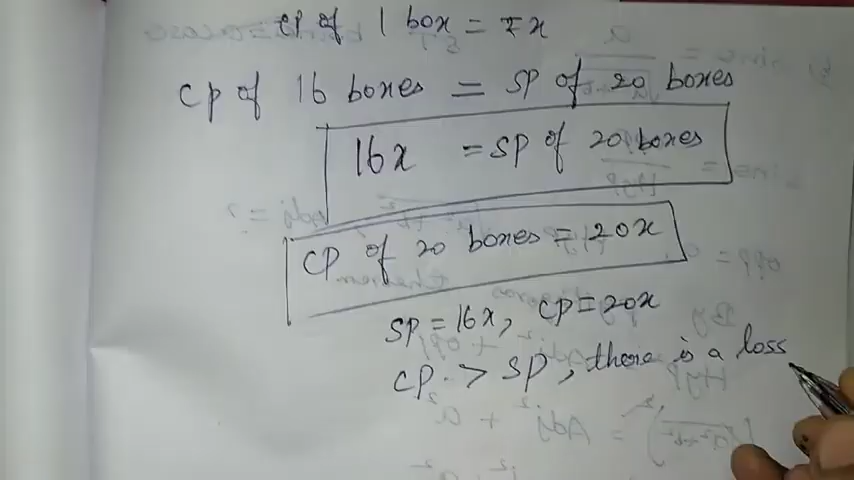 CP of 1 box = ₹x
CP of 16 boxes = SP of 20 boxes
16x = SP of 20 boxes
CP of 20 boxes = 20x
SP = 16x, CP = 20x
CP > SP, there is a loss